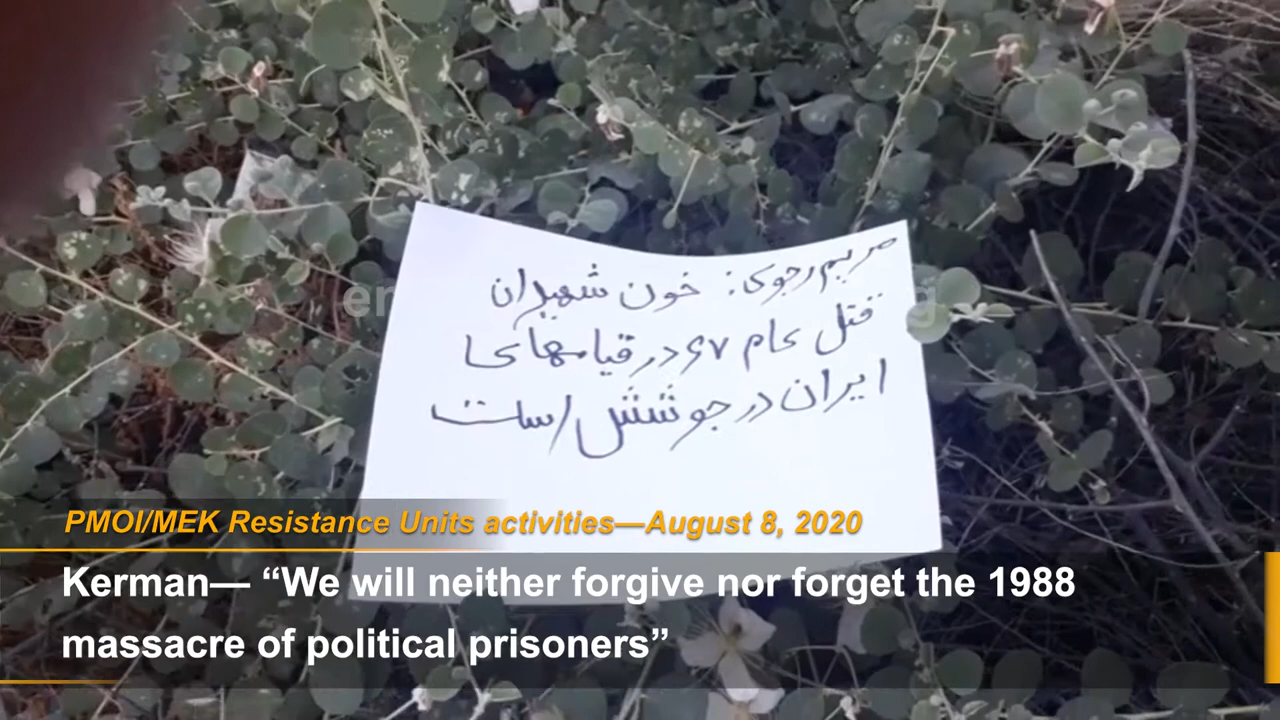 مریم رجوی: خون شهیدان
قتل عام ۶۷ در قیامهای
ایران در جوشش است
PMOI/MEK Resistance Units activities—August 8, 2020
Kerman— “We will neither forgive nor forget the 1988
massacre of political prisoners”